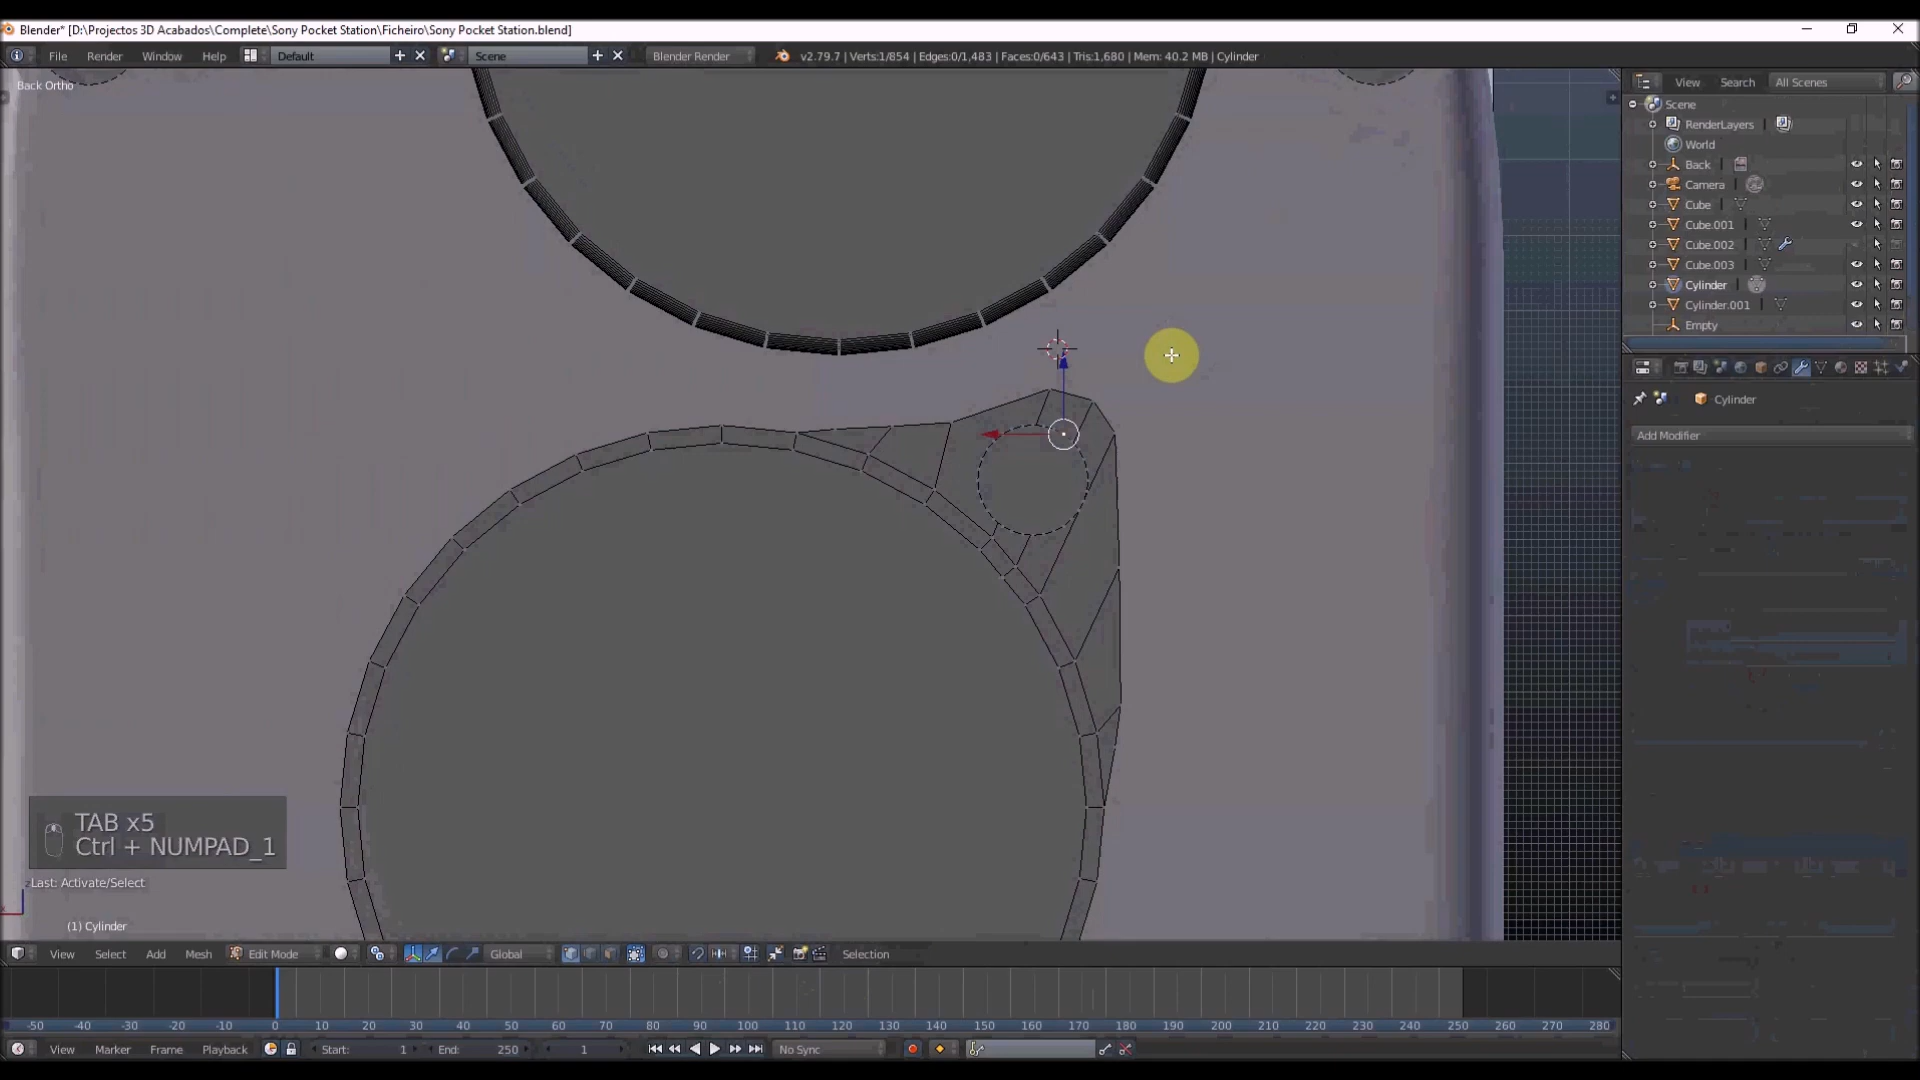 Blender* [D:\Projectos 3D Acabados\Complete\Sony Pocket Station\Ficheiro\Sony Pocket Station.blend]
File Render Window Help Default Scene Blender Render v2.79.7 | Verts:1/854 | Edges:0/1,483 | Faces:0/643 | Tris:1,680 | Mem: 40.2 MB | Cylinder
Back Ortho
View Search All Scenes
Scene
RenderLayers
World
Back
Camera
Cube
Cube.001
Cube.002
Cube.003
Cylinder
Cylinder.001
Empty
Cylinder
Add Modifier
TAB x5
Ctrl + NUMPAD_1
Last: Activate/Select
(1) Cylinder
View Select Add Mesh Edit Mode Global Selection
-50 -40 -30 -20 -10 0 10 20 30 40 50 60 70 80 90 100 110 120 130 140 150 160 170 180 190 200 210 220 230 240 250 260 270 280
View Marker Frame Playback Start: 1 End: 250 1 No Sync